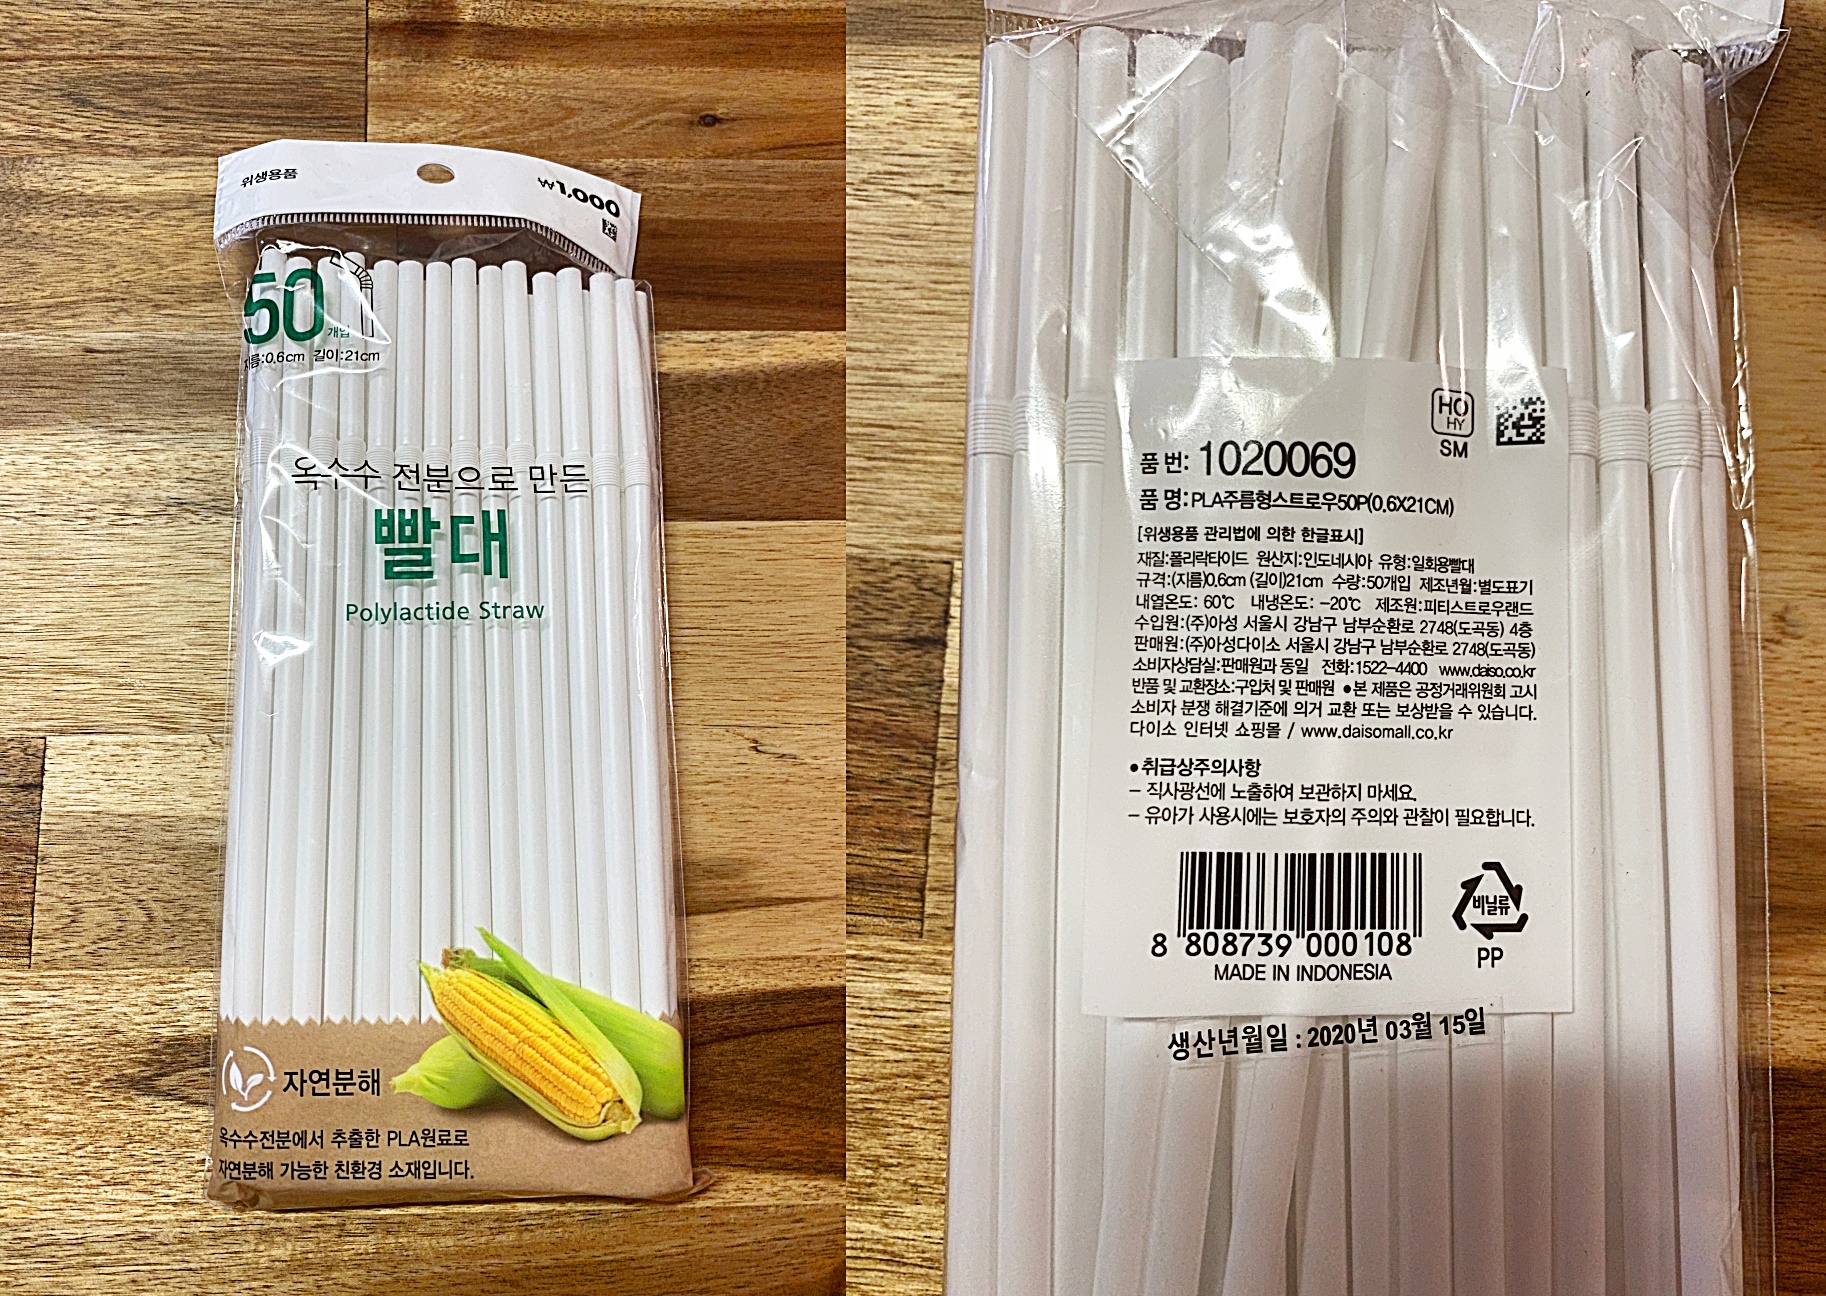 위생용품
₩1,000
50개입
지름:0.6cm 길이:21cm
옥수수 전분으로 만든
빨대
Polylactide Straw
자연분해
옥수수전분에서 추출한 PLA원료로
자연분해 가능한 친환경 소재입니다.
HO
HY
SM
품 번: 1020069
품 명:PLA주름형스트로우50P(0.6X21CM)
[위생용품 관리법에 의한 한글표시]
재질:폴리락타이드 원산지:인도네시아 유형:일회용빨대
규격:(지름)0.6cm (길이)21cm 수량:50개입 제조년월:별도표기
내열온도: 60℃ 내냉온도: -20℃ 제조원:피티스트로우랜드
수입원:(주)아성 서울시 강남구 남부순환로 2748(도곡동) 4층
판매원:(주)아성다이소 서울시 강남구 남부순환로 2748(도곡동)
소비자상담실:판매원과 동일 전화:1522-4400 www.daiso.co.kr
반품 및 교환장소:구입처 및 판매원 ●본 제품은 공정거래위원회 고시
소비자 분쟁 해결기준에 의거 교환 또는 보상받을 수 있습니다.
다이소 인터넷 쇼핑몰 / www.daisomall.co.kr
●취급상주의사항
- 직사광선에 노출하여 보관하지 마세요.
- 유아가 사용시에는 보호자의 주의와 관찰이 필요합니다.
8 808739 000108
MADE IN INDONESIA
비닐류
PP
생산년월일 : 2020년 03월 15일